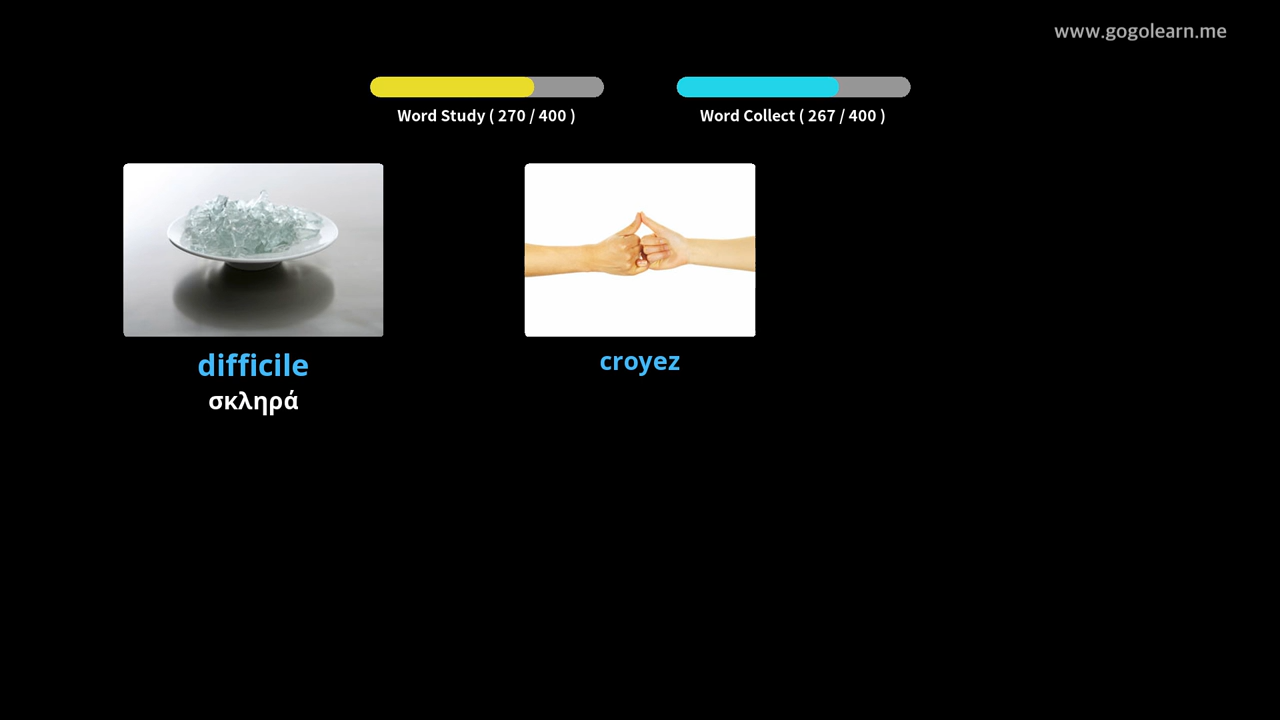 www.gogolearn.me
Word Study ( 270 / 400 )
Word Collect ( 267 / 400 )
difficile
σκληρά
croyez